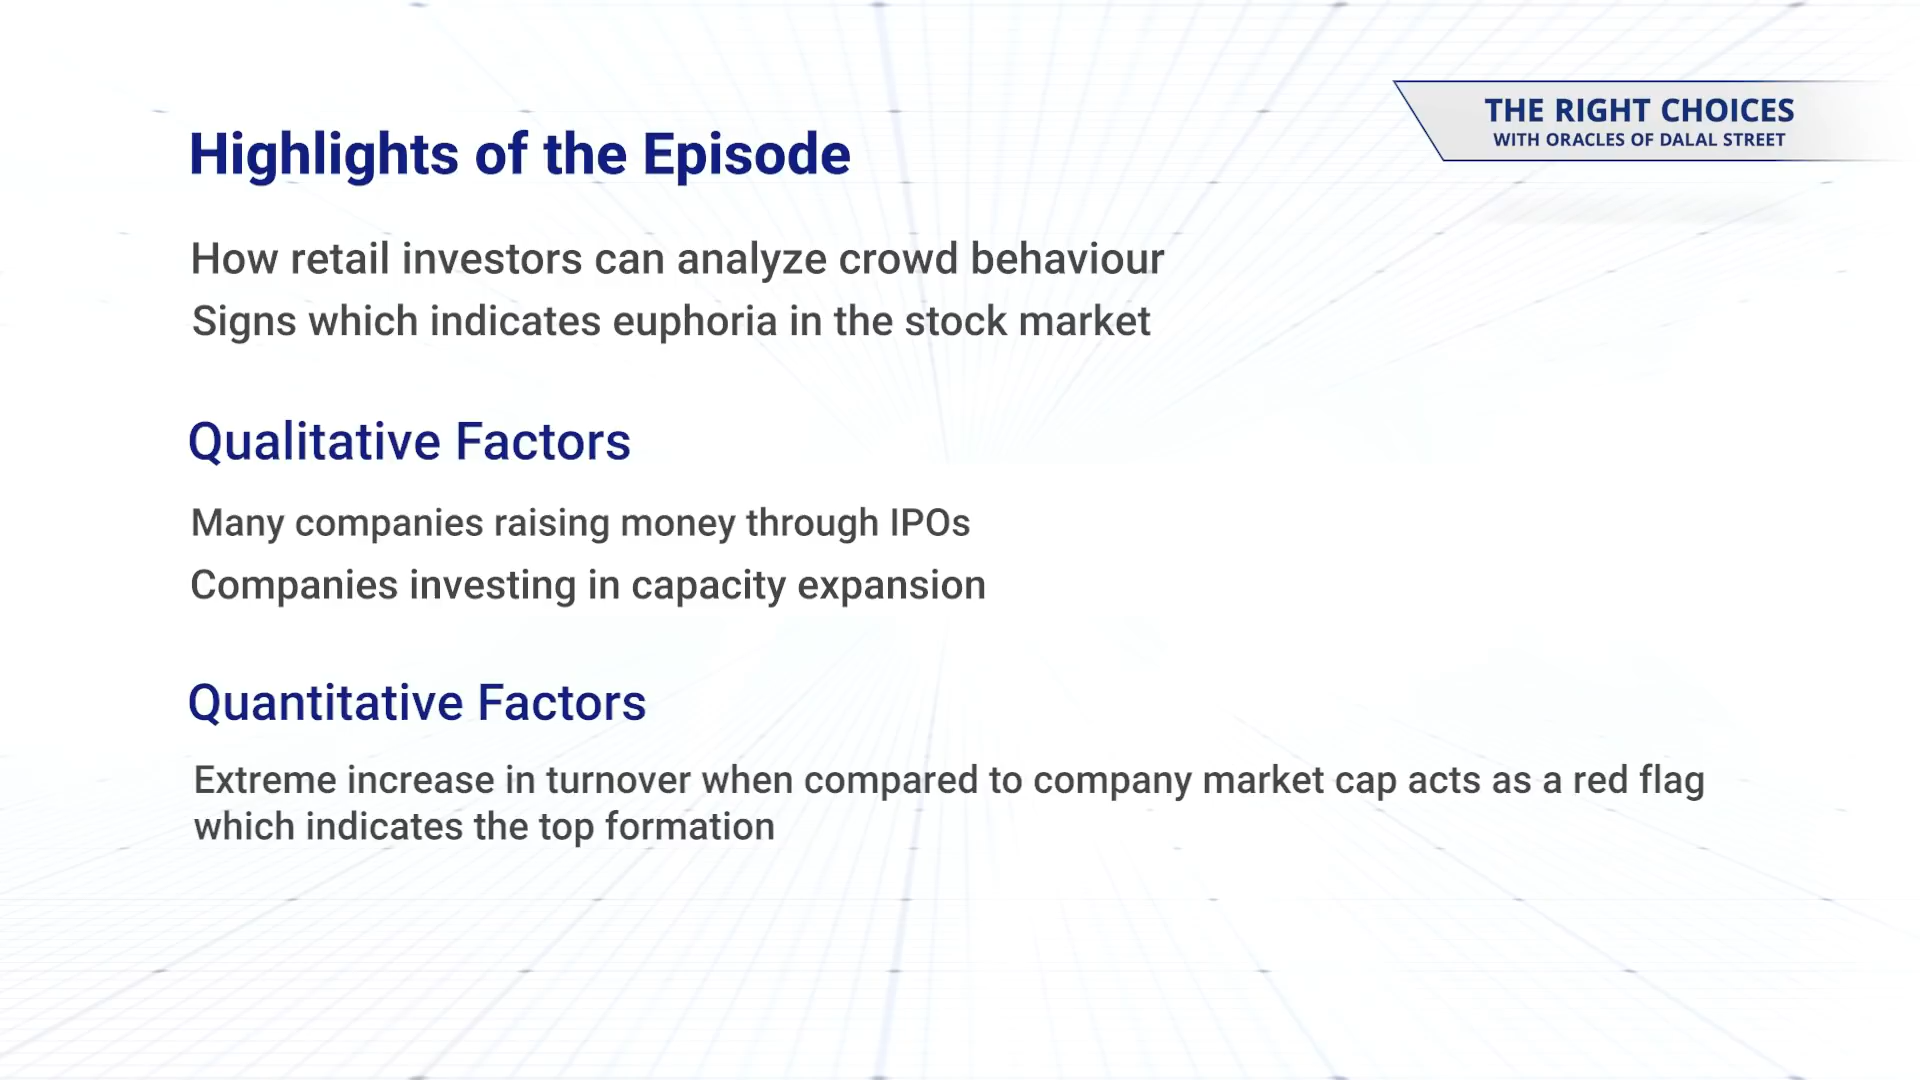 THE RIGHT CHOICES
WITH ORACLES OF DALAL STREET
Highlights of the Episode
How retail investors can analyze crowd behaviour
Signs which indicates euphoria in the stock market
Qualitative Factors
Many companies raising money through IPOs
Companies investing in capacity expansion
Quantitative Factors
Extreme increase in turnover when compared to company market cap acts as a red flag
which indicates the top formation